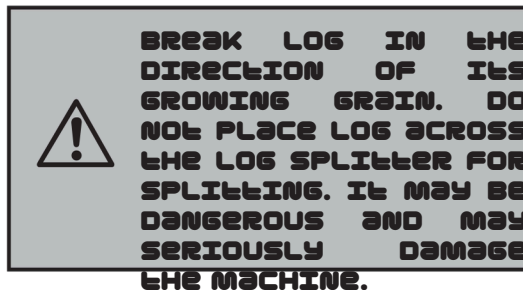 BREAK LOG IN THE
DIRECTION OF ITS
GROWING GRAIN. DO
NOT PLACE LOG ACROSS
THE LOG SPLITTER FOR
SPLITTING. IT MAY BE
DANGEROUS AND MAY
SERIOUSLY DAMAGE
THE MACHINE.